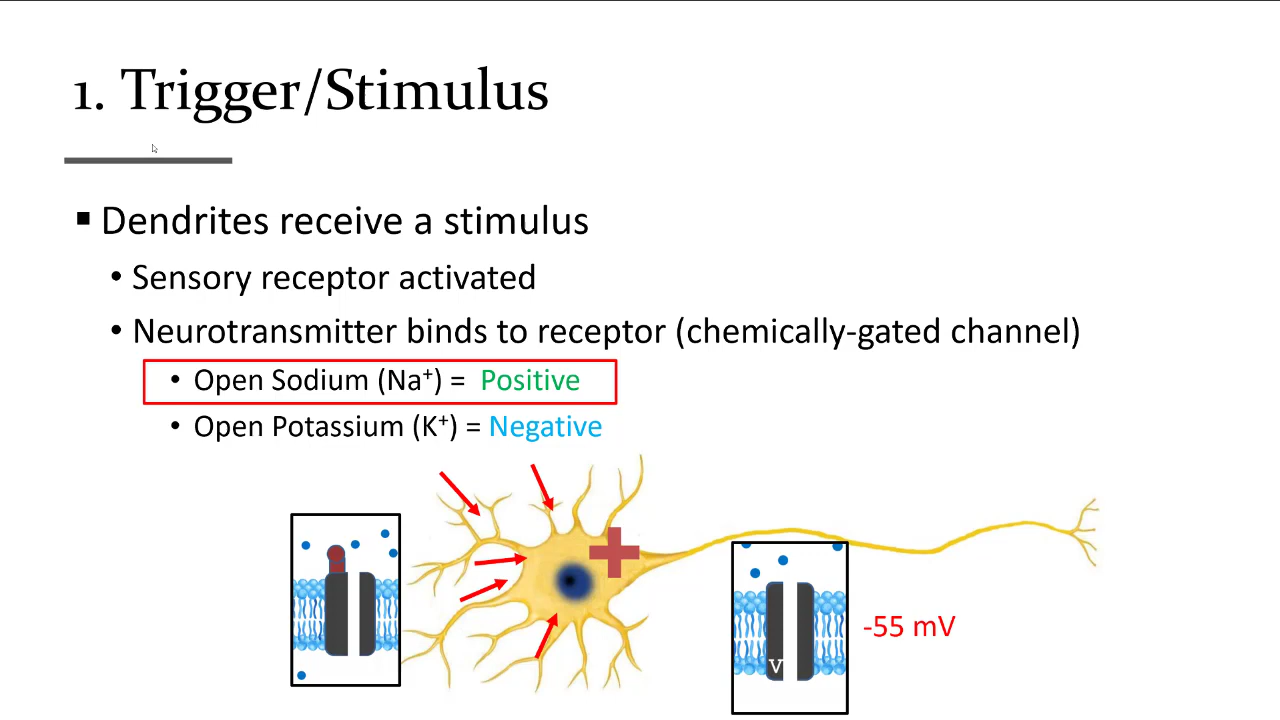 1. Trigger/Stimulus
▪ Dendrites receive a stimulus
• Sensory receptor activated
• Neurotransmitter binds to receptor (chemically-gated channel)
• Open Sodium (Na⁺) = Positive
• Open Potassium (K⁺) = Negative
-55 mV
V